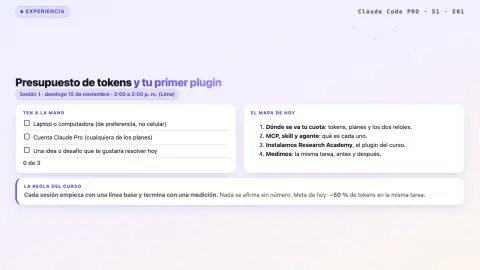 EXPERIENCIA
Claude Code PRO · S1 · E01
Presupuesto de tokens y tu primer plugin
Sesión 1 · domingo 15 de noviembre · 2:00 a 3:00 p. m. (Lima)
TEN A LA MANO
Laptop o computadora (de preferencia, no celular)
Cuenta Claude Pro (cualquiera de los planes)
Una idea o desafío que te gustaría resolver hoy
0 de 3
EL MAPA DE HOY
1. Dónde se va tu cuota: tokens, planes y los dos relojes.
2. MCP, skill y agente: qué es cada uno.
3. Instalamos Research Academy, el plugin del curso.
4. Medimos: la misma tarea, antes y después.
LA REGLA DEL CURSO
Cada sesión empieza con una línea base y termina con una medición. Nada se afirma sin número. Meta de hoy: −50 % de tokens en la misma tarea.